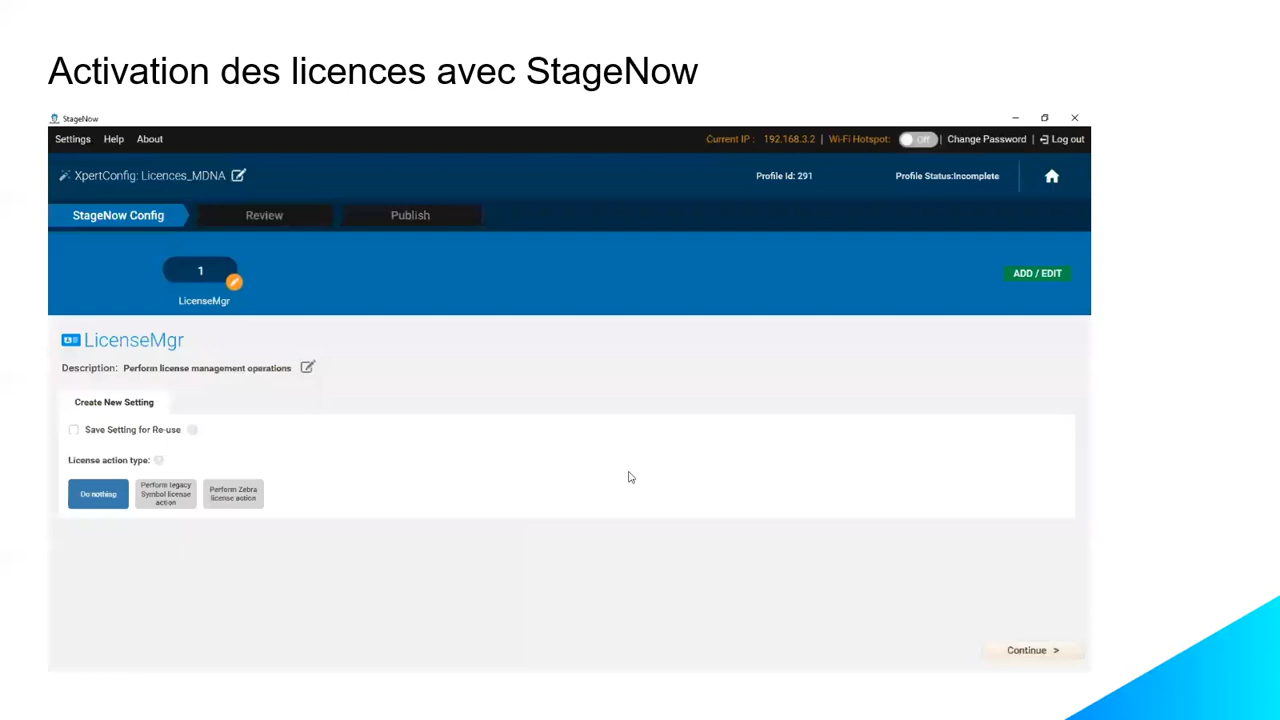 Activation des licences avec StageNow
StageNow
Settings Help About Current IP : 192.168.3.2 | Wi-Fi Hotspot: Off | Change Password | Log out
XpertConfig: Licences_MDNA Profile Id: 291 Profile Status:Incomplete
StageNow Config Review Publish
1
ADD / EDIT
LicenseMgr
LicenseMgr
Description: Perform license management operations
Create New Setting
Save Setting for Re-use
License action type:
Do nothing
Perform legacy
Symbol license
action
Perform Zebra
license action
Continue >